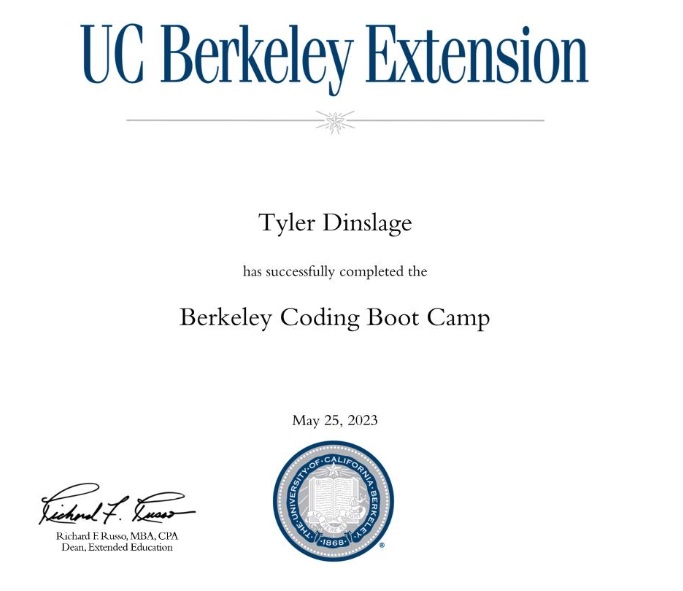 UC Berkeley Extension
Tyler Dinslage
has successfully completed the
Berkeley Coding Boot Camp
May 25, 2023
THE·UNIVERSITY·OF·CALIFORNIA·BERKELEY·
·1868·
®
Richard F. Russo
Richard F. Russo, MBA, CPA
Dean, Extended Education